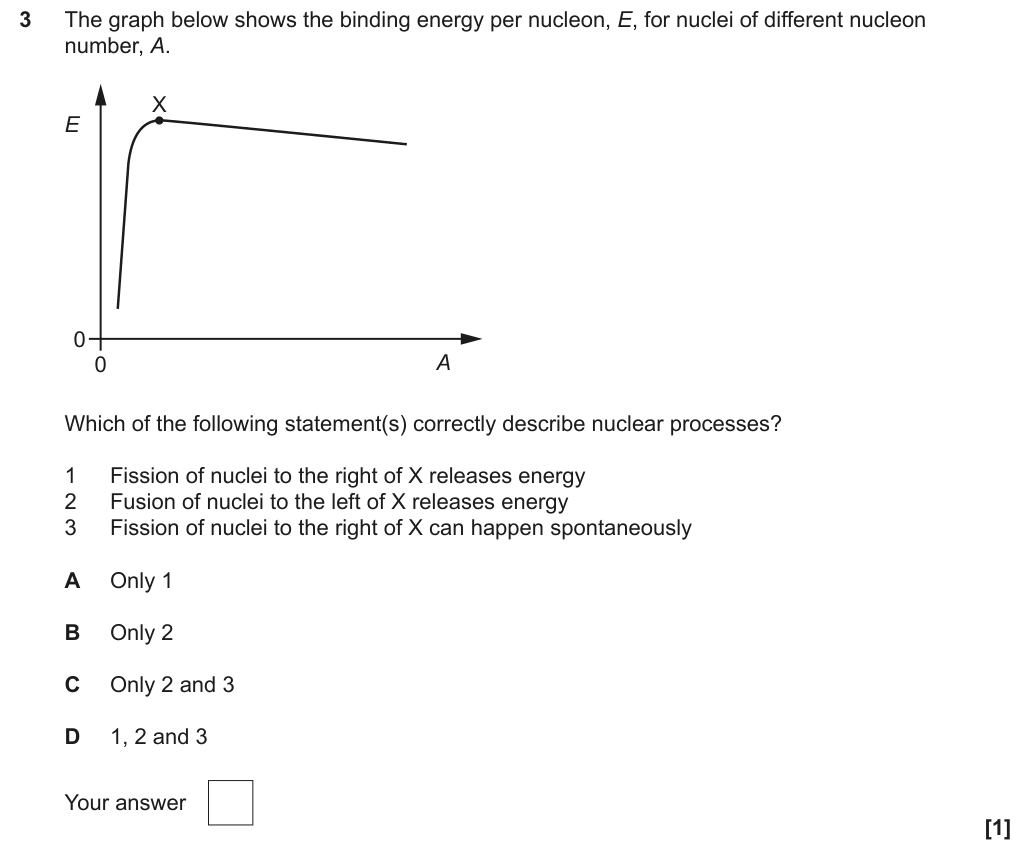 3 The graph below shows the binding energy per nucleon, E, for nuclei of different nucleon
number, A.
X
E
0
0
A
Which of the following statement(s) correctly describe nuclear processes?
1 Fission of nuclei to the right of X releases energy
2 Fusion of nuclei to the left of X releases energy
3 Fission of nuclei to the right of X can happen spontaneously
A Only 1
B Only 2
C Only 2 and 3
D 1, 2 and 3
Your answer
[1]